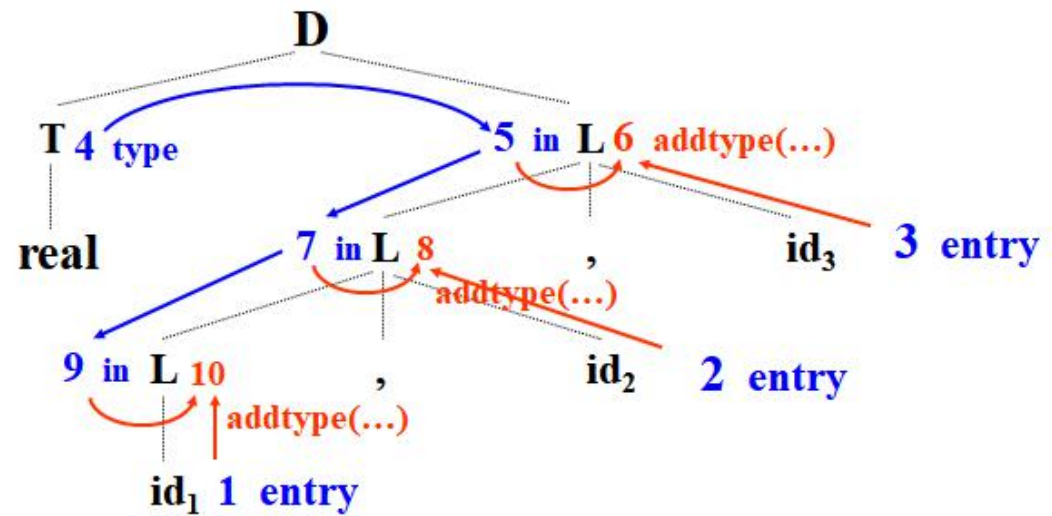 D
T 4 type 5 in L 6 addtype(…)
real 7 in L 8 , id₃ 3 entry
addtype(…)
9 in L 10 , id₂ 2 entry
addtype(…)
id₁ 1 entry